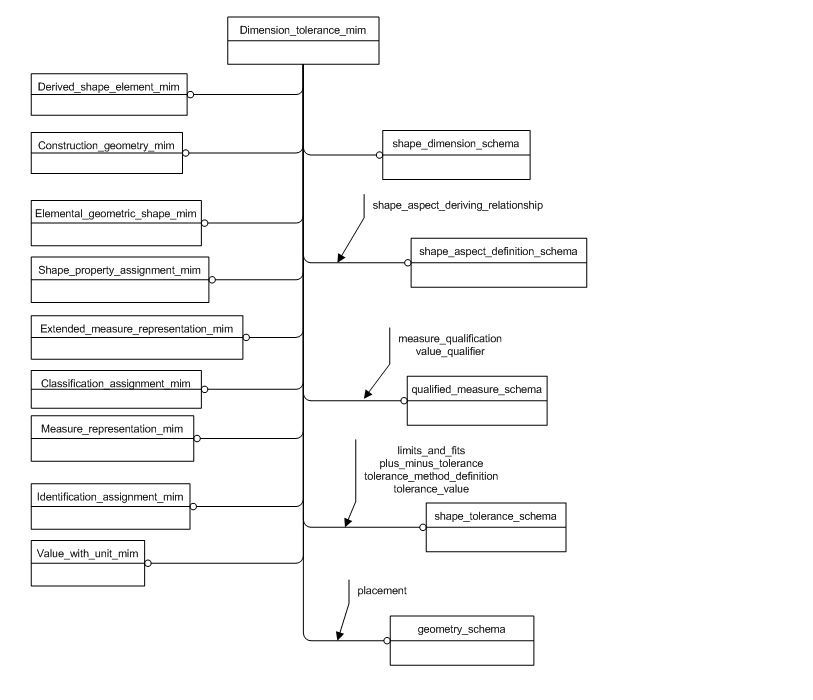 Dimension_tolerance_mim
Derived_shape_element_mim
Construction_geometry_mim
shape_dimension_schema
Elemental_geometric_shape_mim
shape_aspect_deriving_relationship
shape_aspect_definition_schema
Shape_property_assignment_mim
Extended_measure_representation_mim
measure_qualification
value_qualifier
Classification_assignment_mim
qualified_measure_schema
Measure_representation_mim
limits_and_fits
plus_minus_tolerance
tolerance_method_definition
tolerance_value
Identification_assignment_mim
shape_tolerance_schema
Value_with_unit_mim
placement
geometry_schema